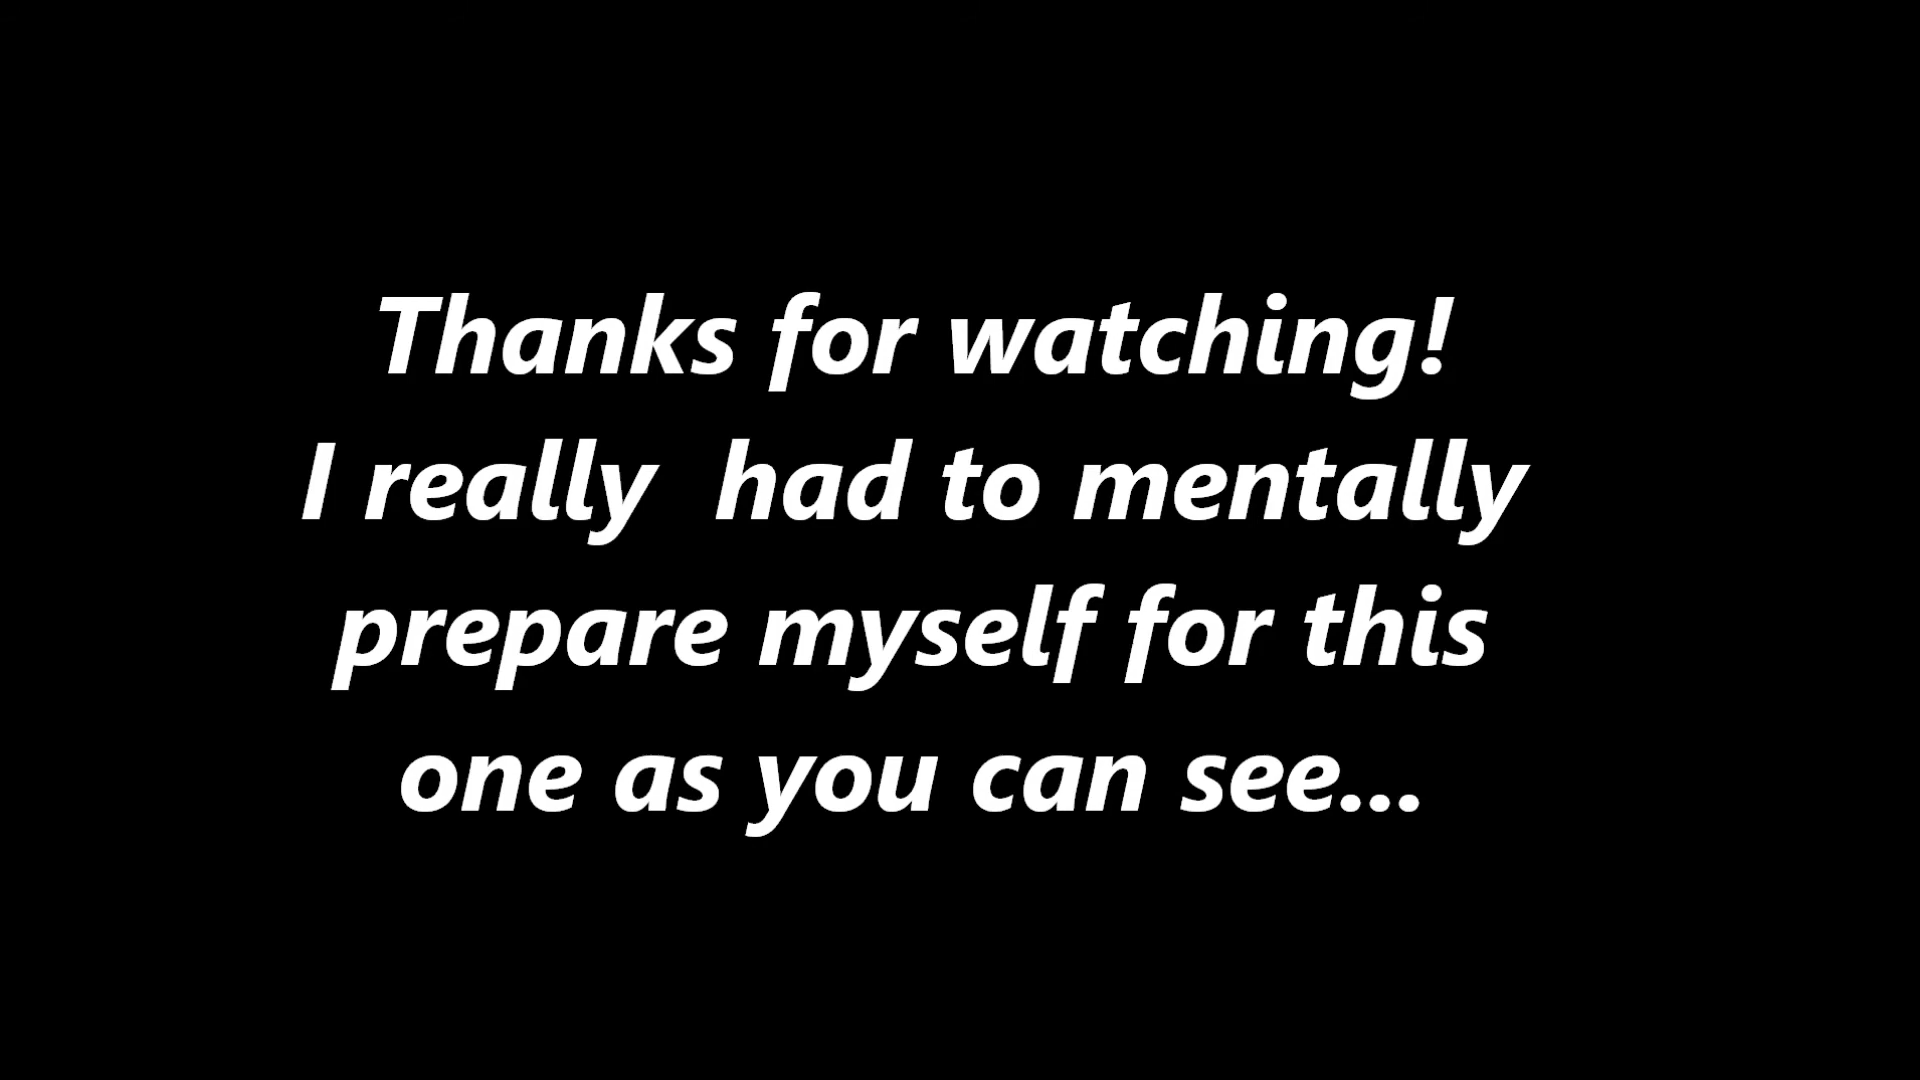 Thanks for watching!
I really  had to mentally
prepare myself for this
one as you can see...